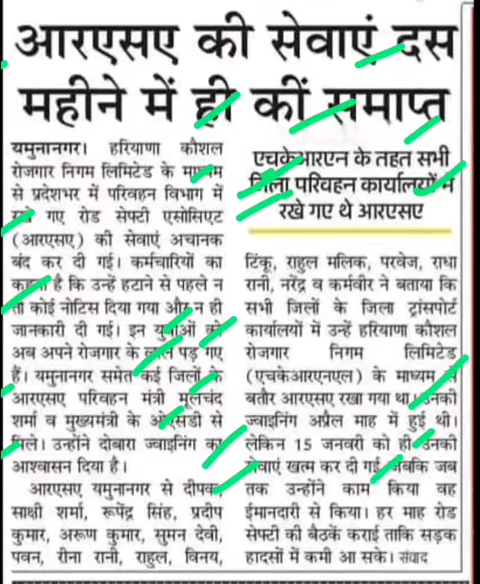 आरएसए की सेवाएं दस
महीने में ही कीं समाप्त
यमुनानगर। हरियाणा कौशल
रोजगार निगम लिमिटेड के माध्यम
से प्रदेशभर में परिवहन विभाग में
रखे गए रोड सेफ्टी एसोसिएट
(आरएसए) की सेवाएं अचानक
बंद कर दी गई। कर्मचारियों का
कहना है कि उन्हें हटाने से पहले न
तो कोई नोटिस दिया गया और न ही
जानकारी दी गई। इन युवाओं को
अब अपने रोजगार के लाले पड़ गए
हैं। यमुनानगर समेत कई जिलों के
आरएसए परिवहन मंत्री मूलचंद
शर्मा व मुख्यमंत्री के ओएसडी से
मिले। उन्होंने दोबारा ज्वाइनिंग का
आश्वासन दिया है।
आरएसए यमुनानगर से दीपक,
साक्षी शर्मा, रूपेंद्र सिंह, प्रदीप
कुमार, अरूण कुमार, सुमन देवी,
पवन, रीना रानी, राहुल, विनय,
एचकेआरएन के तहत सभी
जिला परिवहन कार्यालयों में
रखे गए थे आरएसए
टिंकू, राहुल मलिक, परवेज, राधा
रानी, नरेंद्र व कर्मवीर ने बताया कि
सभी जिलों के जिला ट्रांसपोर्ट
कार्यालयों में उन्हें हरियाणा कौशल
रोजगार निगम लिमिटेड
(एचकेआरएनएल) के माध्यम से
बतौर आरएसए रखा गया था। उनकी
ज्वाइनिंग अप्रैल माह में हुई थी।
लेकिन 15 जनवरी को ही उनकी
सेवाएं खत्म कर दी गई, जबकि जब
तक उन्होंने काम किया वह
ईमानदारी से किया। हर माह रोड
सेफ्टी की बैठकें कराई ताकि सड़क
हादसों में कमी आ सके। संवाद